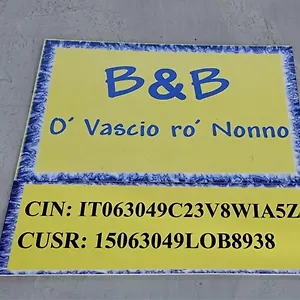 B&B
O´ Vascio ro´ Nonno
CIN: IT063049C23V8WIA5Z
CUSR: 15063049LOB8938